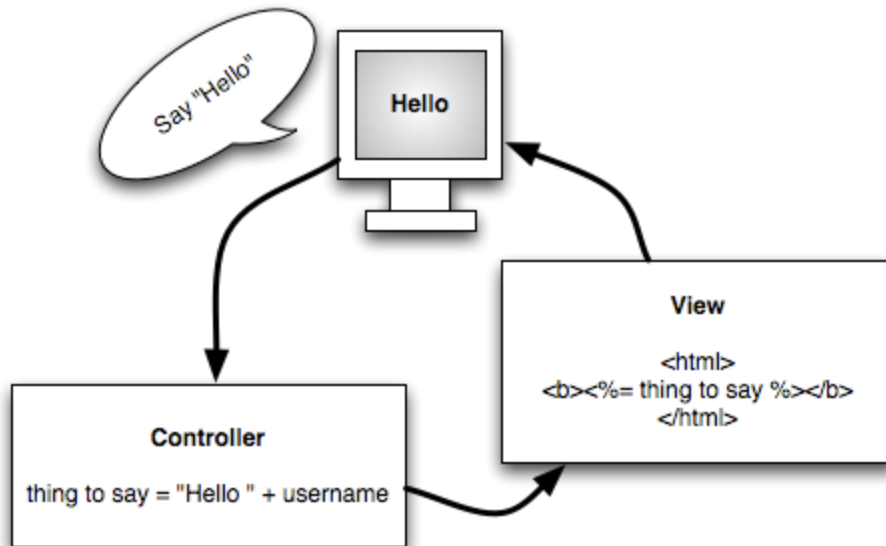 Say "Hello"
Hello
View
<html>
<b><%= thing to say %></b>
</html>
Controller
thing to say = "Hello " + username